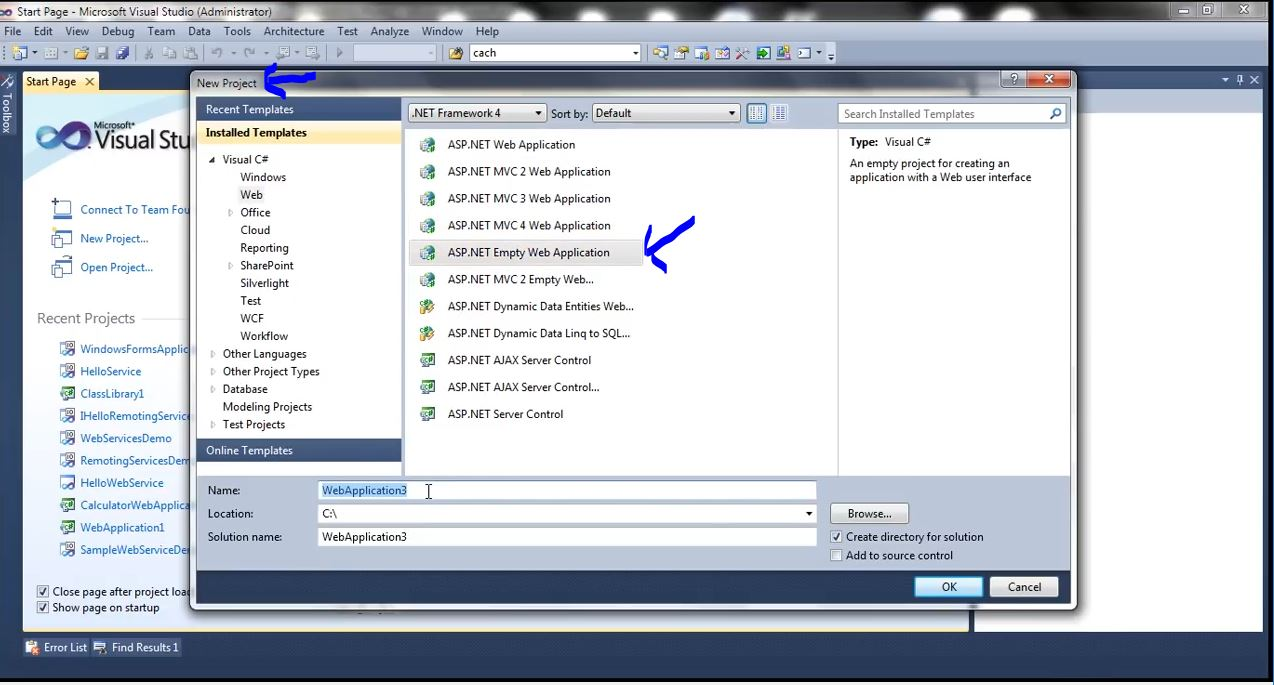 Start Page - Microsoft Visual Studio (Administrator)
File Edit View Debug Team Data Tools Architecture Test Analyze Window Help
cach
Toolbox
Start Page
Microsoft®
Visual Stu
Connect To Team Fou
New Project...
Open Project...
Recent Projects
WindowsFormsApplic
HelloService
ClassLibrary1
IHelloRemotingService
WebServicesDemo
RemotingServicesDem
HelloWebService
CalculatorWebApplica
WebApplication1
SampleWebServiceDe
Close page after project load
Show page on startup
New Project
Recent Templates
Installed Templates
Visual C#
Windows
Web
Office
Cloud
Reporting
SharePoint
Silverlight
Test
WCF
Workflow
Other Languages
Other Project Types
Database
Modeling Projects
Test Projects
Online Templates
.NET Framework 4 Sort by: Default
ASP.NET Web Application
ASP.NET MVC 2 Web Application
ASP.NET MVC 3 Web Application
ASP.NET MVC 4 Web Application
ASP.NET Empty Web Application
ASP.NET MVC 2 Empty Web...
ASP.NET Dynamic Data Entities Web...
ASP.NET Dynamic Data Linq to SQL...
ASP.NET AJAX Server Control
ASP.NET AJAX Server Control...
ASP.NET Server Control
Search Installed Templates
Type: Visual C#
An empty project for creating an
application with a Web user interface
Name: WebApplication3
Location: C:\
Browse...
Solution name: WebApplication3
Create directory for solution
Add to source control
OK Cancel
Error List Find Results 1